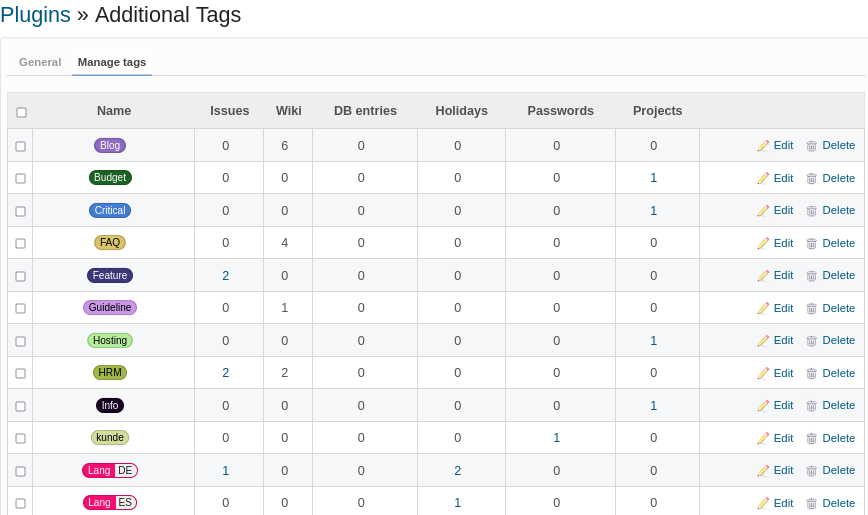 Plugins » Additional Tags
General Manage tags
Name Issues Wiki DB entries Holidays Passwords Projects
Blog 0 6 0 0 0 0 Edit Delete
Budget 0 0 0 0 0 1 Edit Delete
Critical 0 0 0 0 0 1 Edit Delete
FAQ 0 4 0 0 0 0 Edit Delete
Feature 2 0 0 0 0 0 Edit Delete
Guideline 0 1 0 0 0 0 Edit Delete
Hosting 0 0 0 0 0 1 Edit Delete
HRM 2 2 0 0 0 0 Edit Delete
Info 0 0 0 0 0 1 Edit Delete
kunde 0 0 0 0 1 0 Edit Delete
Lang DE 1 0 0 2 0 0 Edit Delete
Lang ES 0 0 0 1 0 0 Edit Delete